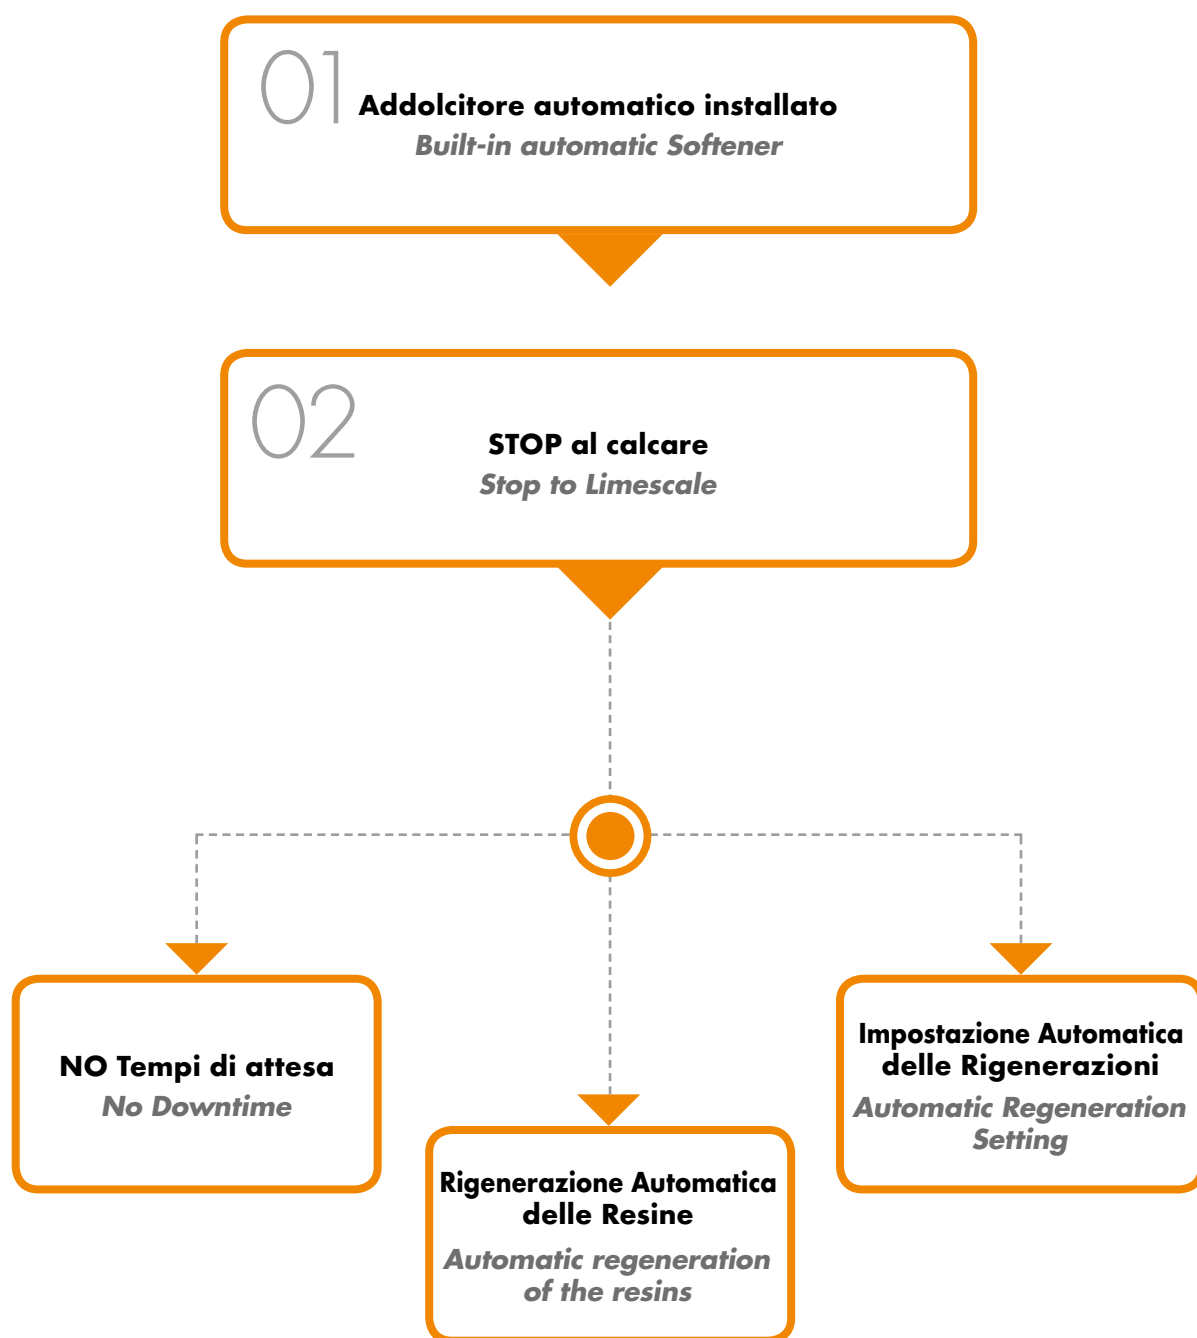 01
Addolcitore automatico installato
Built-in automatic Softener
02
STOP al calcare
Stop to Limescale
NO Tempi di attesa
No Downtime
Rigenerazione Automatica
delle Resine
Automatic regeneration
of the resins
Impostazione Automatica
delle Rigenerazioni
Automatic Regeneration
Setting